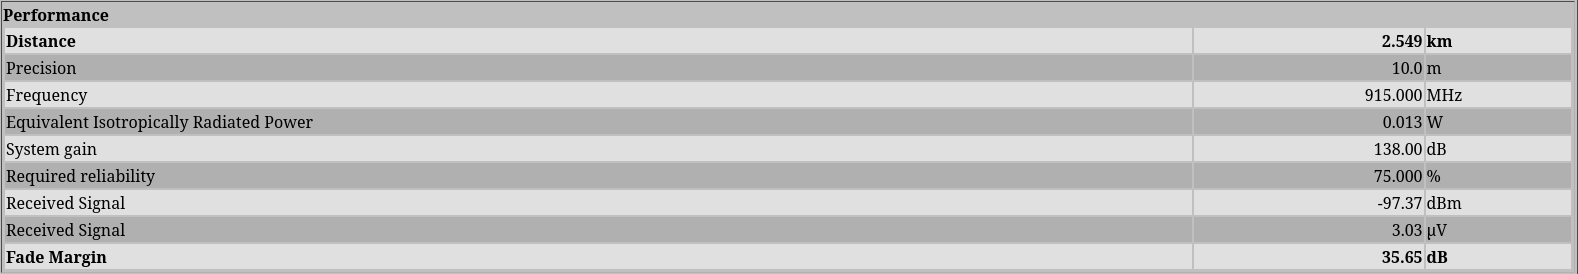 Performance
Distance 2.549 km
Precision 10.0 m
Frequency 915.000 MHz
Equivalent Isotropically Radiated Power 0.013 W
System gain 138.00 dB
Required reliability 75.000 %
Received Signal -97.37 dBm
Received Signal 3.03 µV
Fade Margin 35.65 dB